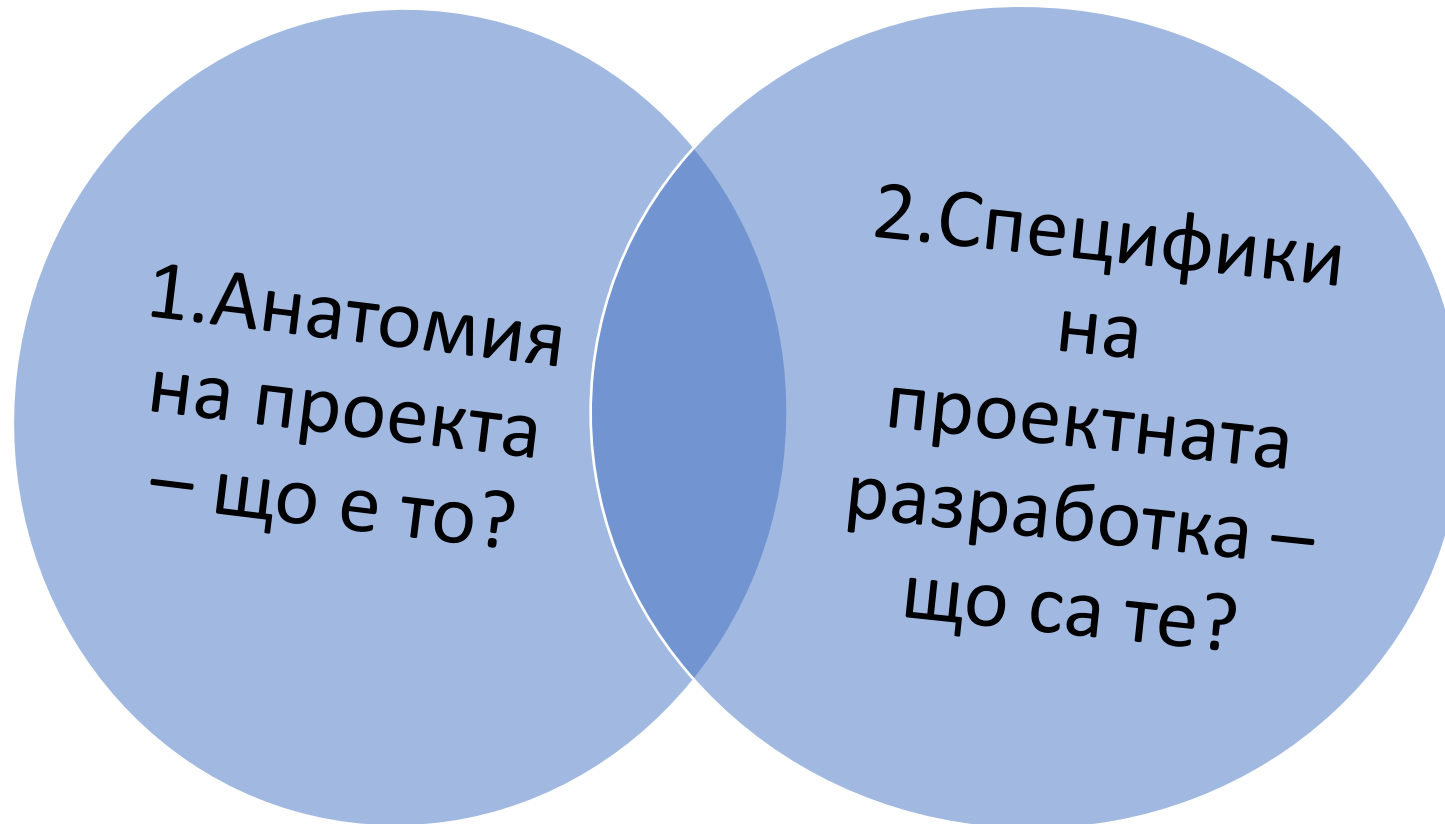 1.Анатомия
на проекта
– що е то?
2.Специфики
на
проектната
разработка –
що са те?